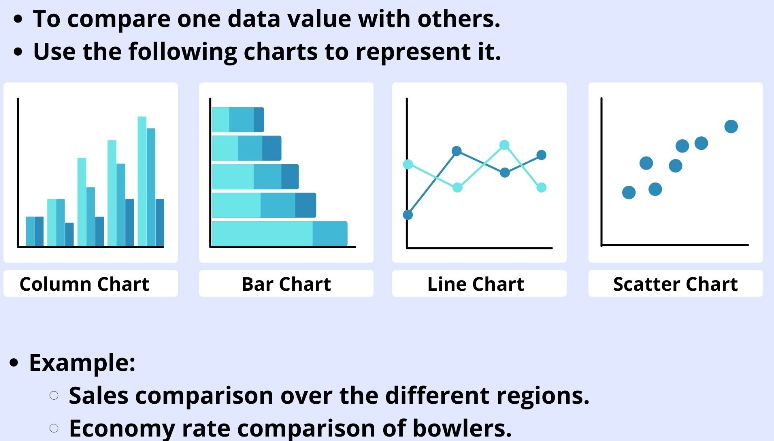 • To compare one data value with others.
• Use the following charts to represent it.
Column Chart
Bar Chart
Line Chart
Scatter Chart
• Example:
○ Sales comparison over the different regions.
○ Economy rate comparison of bowlers.